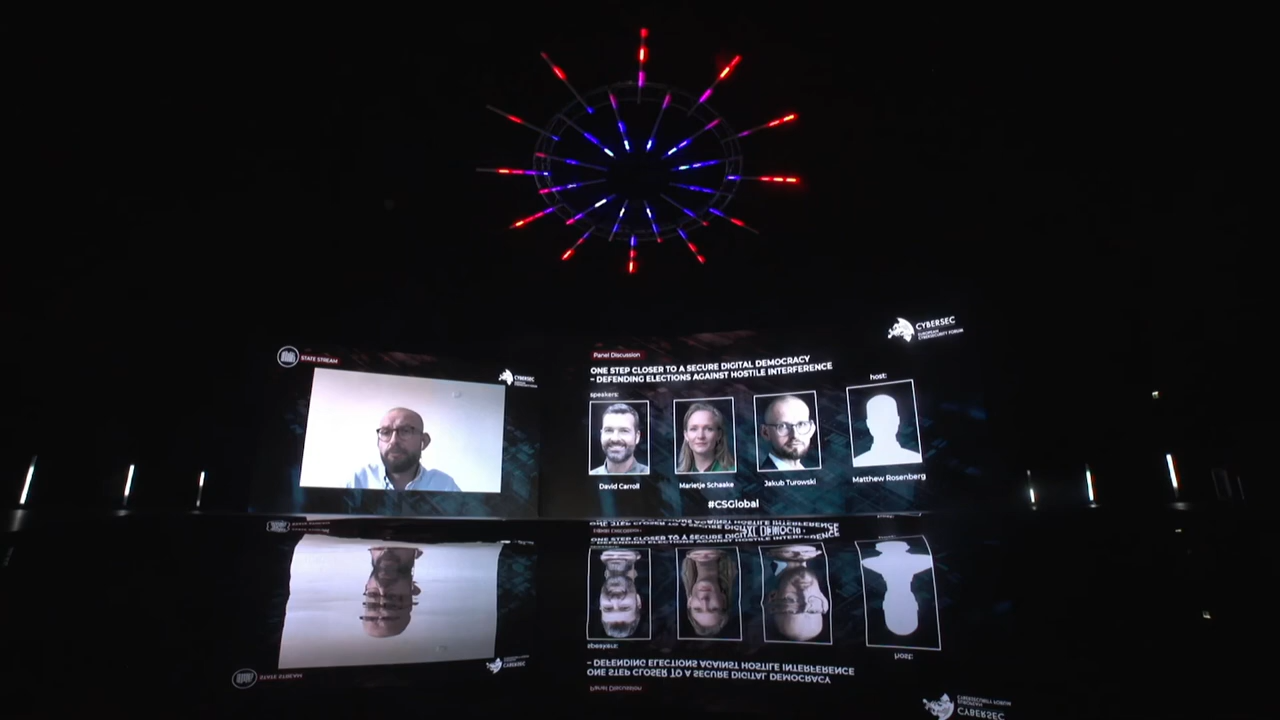 STATE STREAM
CYBERSEC
Panel Discussion
ONE STEP CLOSER TO A SECURE DIGITAL DEMOCRACY
– DEFENDING ELECTIONS AGAINST HOSTILE INTERFERENCE
speakers:
host:
David Carroll
Marietje Schaake
Jakub Turowski
Matthew Rosenberg
#CSGlobal
CYBERSEC
EUROPEAN
CYBERSECURITY FORUM